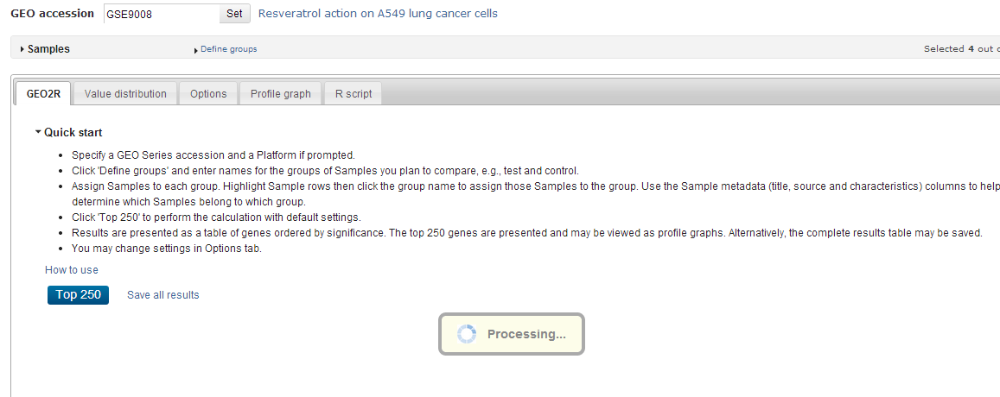 GEO accession GSE9008 Set Resveratrol action on A549 lung cancer cells
Samples Define groups Selected 4 out
GEO2R Value distribution Options Profile graph R script
Quick start
Specify a GEO Series accession and a Platform if prompted.
Click 'Define groups' and enter names for the groups of Samples you plan to compare, e.g., test and control.
Assign Samples to each group. Highlight Sample rows then click the group name to assign those Samples to the group. Use the Sample metadata (title, source and characteristics) columns to help
determine which Samples belong to which group.
Click 'Top 250' to perform the calculation with default settings.
Results are presented as a table of genes ordered by significance. The top 250 genes are presented and may be viewed as profile graphs. Alternatively, the complete results table may be saved.
You may change settings in Options tab.
How to use
Top 250 Save all results
Processing...